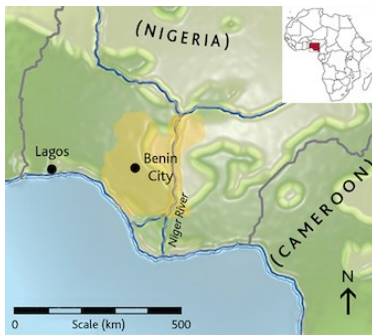 (NIGERIA)
Lagos
Benin
City
Niger River
(CAMEROON)
N
0 500
Scale (km)